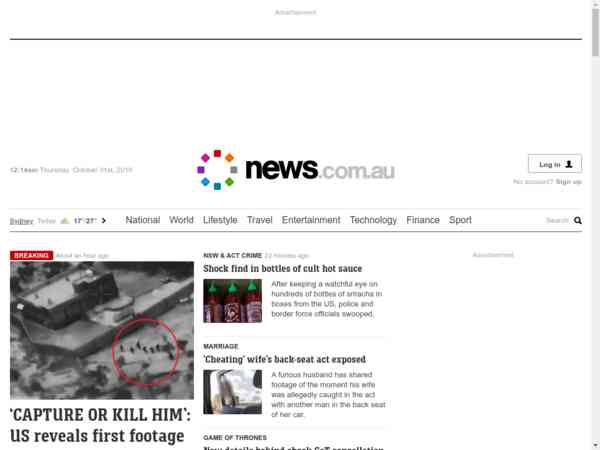 Advertisement
12:14am Thursday, October 31st, 2019
news.com.au
Log in
No account? Sign up
Sydney Today 17° 27°
National World Lifestyle Travel Entertainment Technology Finance Sport
Search
BREAKING About an hour ago
'CAPTURE OR KILL HIM':
US reveals first footage
NSW & ACT CRIME 23 minutes ago
Shock find in bottles of cult hot sauce
After keeping a watchful eye on
hundreds of bottles of sriracha in
boxes from the US, police and
border force officials swooped.
MARRIAGE
'Cheating' wife's back-seat act exposed
A furious husband has shared
footage of the moment his wife
was allegedly caught in the act
with another man in the back seat
of her car.
GAME OF THRONES
New details behind shock GoT cancellation
Advertisement